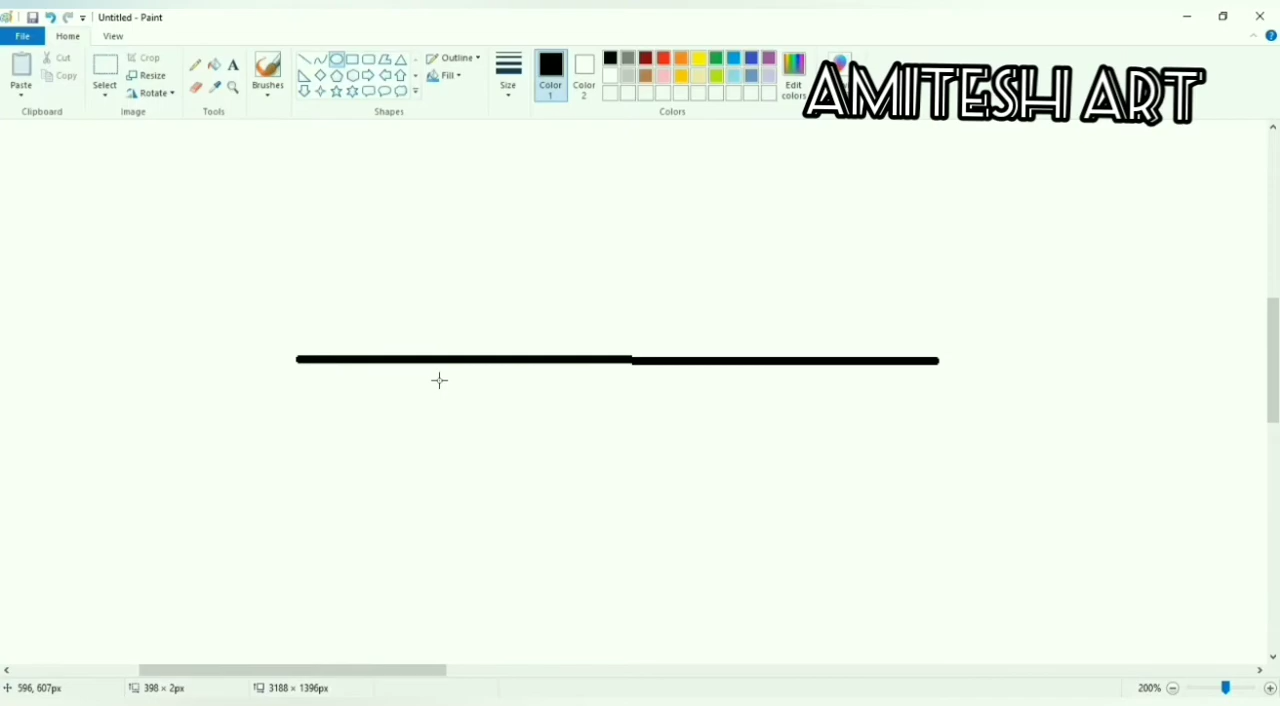 Untitled - Paint
File Home View
Paste
Cut
Copy
Clipboard
Select
Crop
Resize
Rotate
Image
A
Tools
Brushes
Outline
Fill
Shapes
Size
Color 1
Color 2
Edit colors
Colors
AMITESH ART
596, 607px
398 × 2px
3188 × 1396px
200%